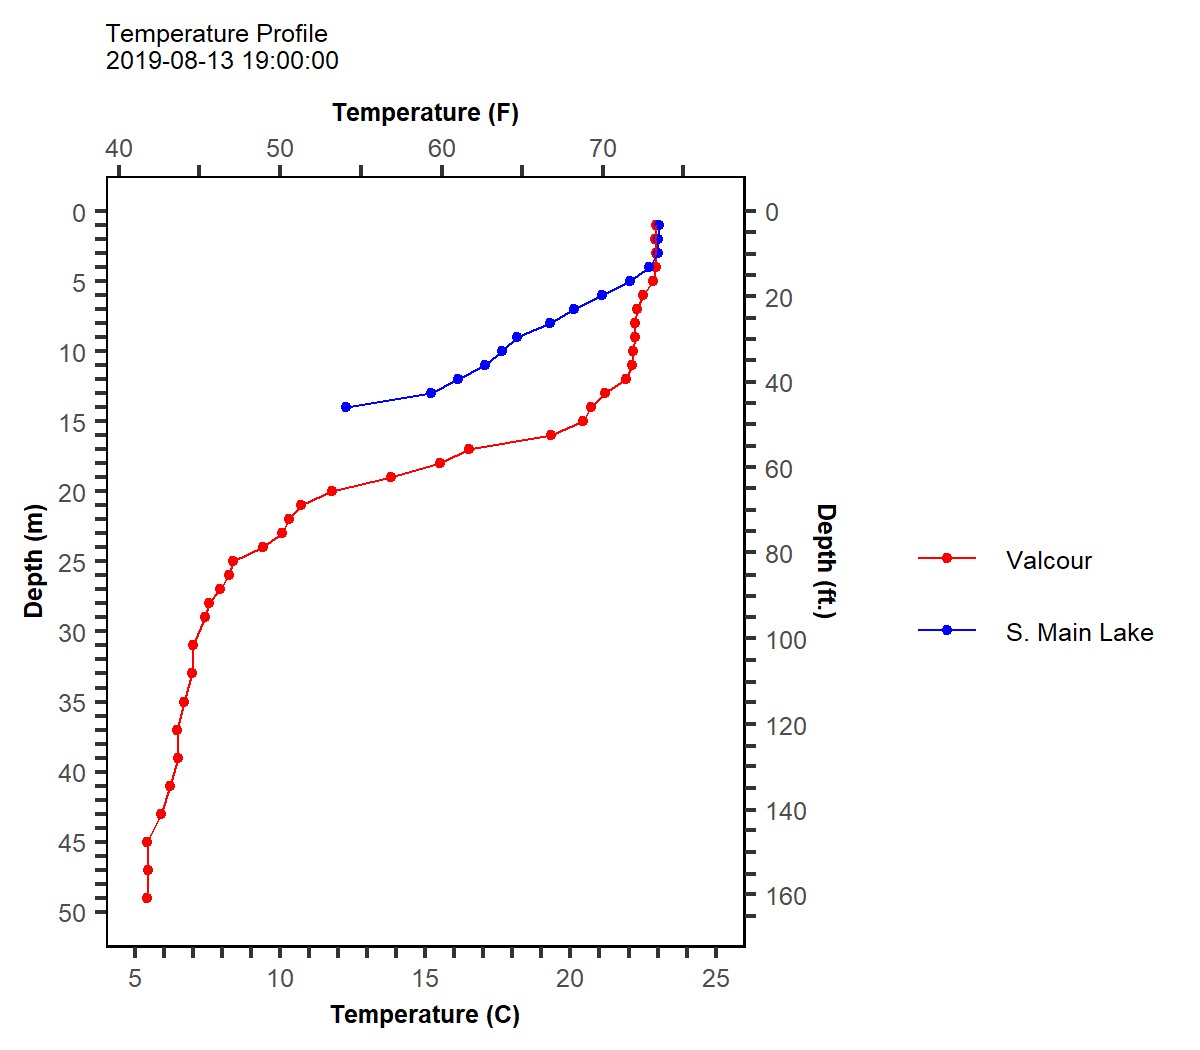 Temperature Profile
2019-08-13 19:00:00
Temperature (F)
40 50 60 70
0
5
10
15
20
25
30
35
40
45
50
Depth (m)
0
20
40
60
80
100
120
140
160
Depth (ft.)
Valcour
S. Main Lake
5 10 15 20 25
Temperature (C)